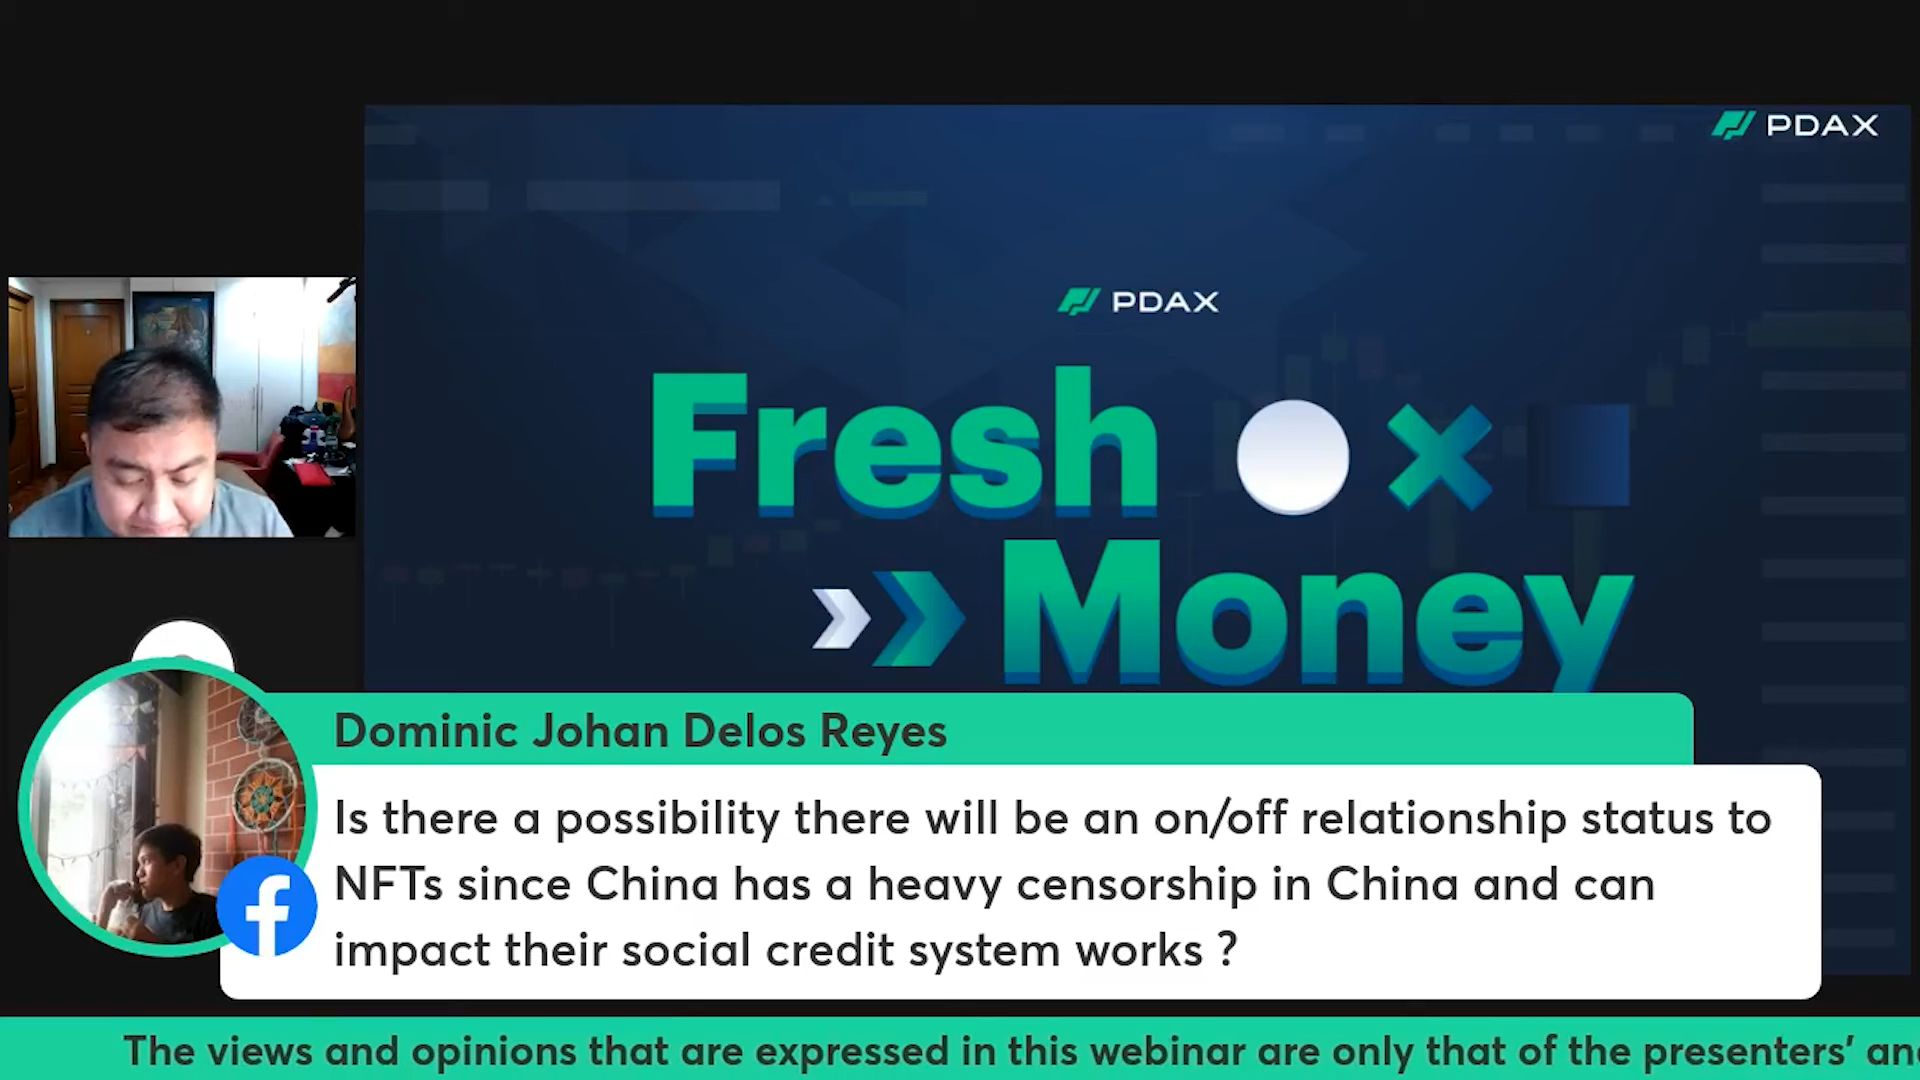 PDAX
PDAX
Fresh
Money
Dominic Johan Delos Reyes
Is there a possibility there will be an on/off relationship status to
NFTs since China has a heavy censorship in China and can
impact their social credit system works ?
The views and opinions that are expressed in this webinar are only that of the presenters’